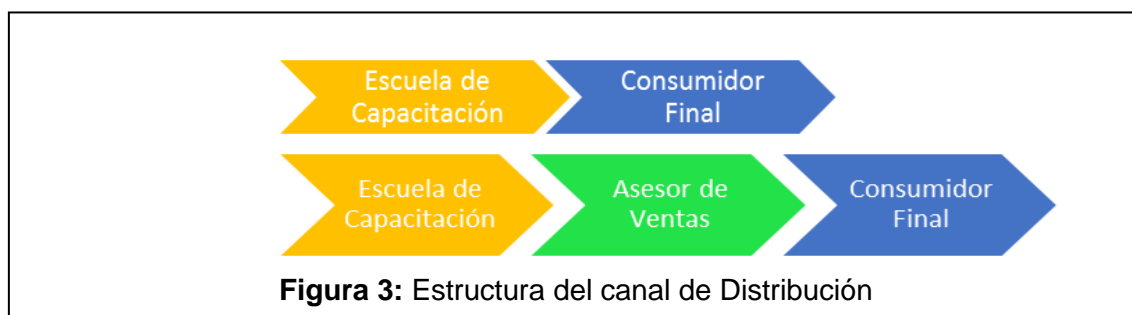 Escuela de
Capacitación
Consumidor
Final
Escuela de
Capacitación
Asesor de
Ventas
Consumidor
Final
Figura 3: Estructura del canal de Distribución